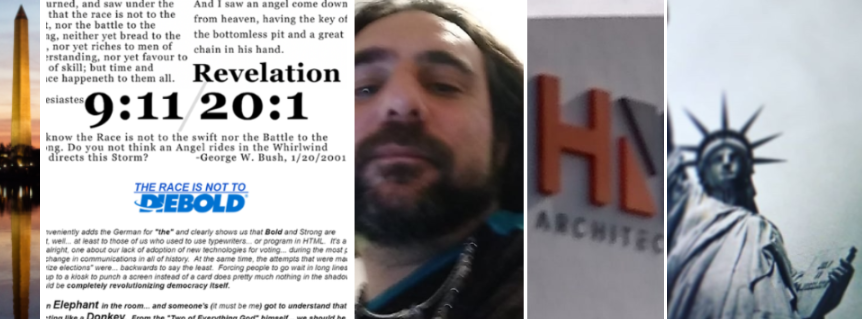 urned, and saw under the
that the race is not to the
t, nor the battle to the
ng, neither yet bread to the
, nor yet riches to men of
erstanding, nor yet favour to
of skill; but time and
ce happeneth to them all.
And I saw an angel come down
from heaven, having the key of
the bottomless pit and a great
chain in his hand.
Revelation
esiastes 9:11/20:1
know the Race is not to the swift nor the Battle to the
ng. Do you not think an Angel rides in the Whirlwind
directs this Storm? -George W. Bush, 1/20/2001
THE RACE IS NOT TO
DIEBOLD
veniently adds the German for "the" and clearly shows us that Bold and Strong are
t, well... at least to those of us who used to use typewriters... or program in HTML. It's a
alright, one about our lack of adoption of new technologies for voting... during the most
change in communications in all of history. At the same time, the attempts that were
ize elections" were... backwards to say the least. Forcing people to go wait in long lines
up to a kiosk to punch a screen instead of a card does pretty much nothing in the
ld be completely revolutionizing democracy itself.
n Elephant in the room... and someone's (it must be me) got to understand that
ting like a Donkey. From the "Two of Everything God" himself... we should be
H
ARCHITEC